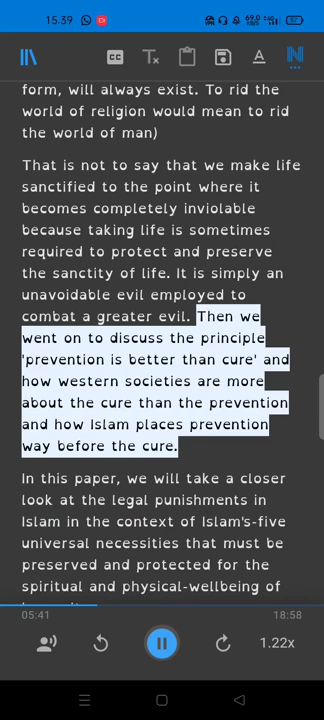 15.39
69.0
KB/S
CC
T
A
N
form, will always exist. To rid the
world of religion would mean to rid
the world of man)
That is not to say that we make life
sanctified to the point where it
becomes completely inviolable
because taking life is sometimes
required to protect and preserve
the sanctity of life. It is simply an
unavoidable evil employed to
combat a greater evil. Then we
went on to discuss the principle
'prevention is better than cure' and
how western societies are more
about the cure than the prevention
and how Islam places prevention
way before the cure.
In this paper, we will take a closer
look at the legal punishments in
Islam in the context of Islam's-five
universal necessities that must be
preserved and protected for the
spiritual and physical-wellbeing of
05:41
18:58
1.22x